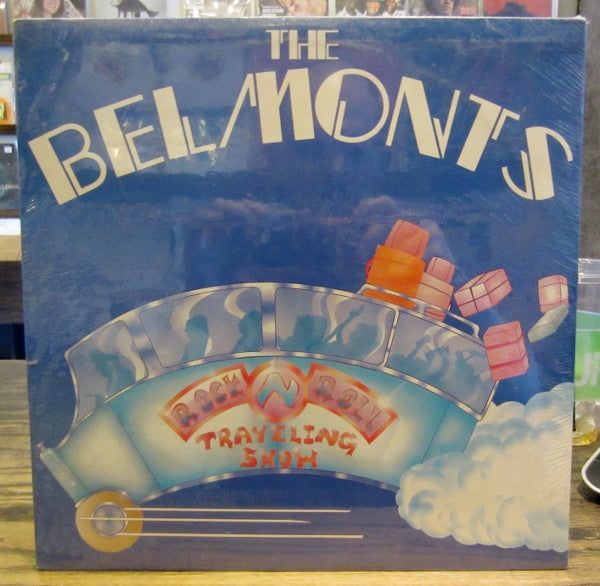 THE
BELMONTS
ROCK N ROLL
TRAVELING
SHOW